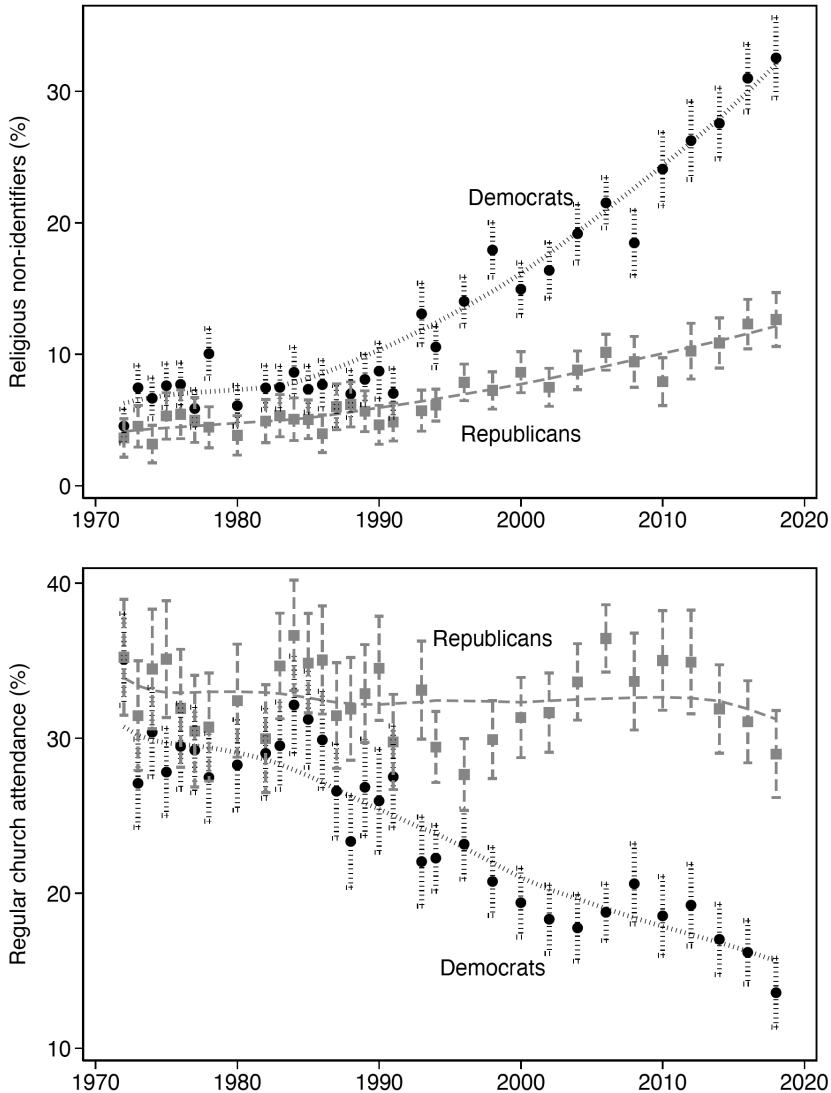 Religious non-identifiers (%)
30
20
10
0
Democrats
Republicans
1970 1980 1990 2000 2010 2020
Regular church attendance (%)
40
30
20
10
Republicans
Democrats
1970 1980 1990 2000 2010 2020